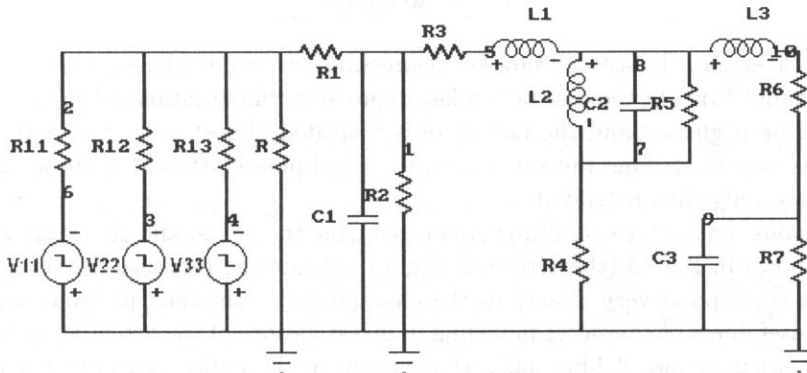 L1
L3
R3
5
R1
+
+
8
+
10
R6
L2
C2
R5
2
R11
R12
R13
R
1
7
6
R2
3
4
C1
9
V11
V22
V33
R4
C3
R7
+
+
+